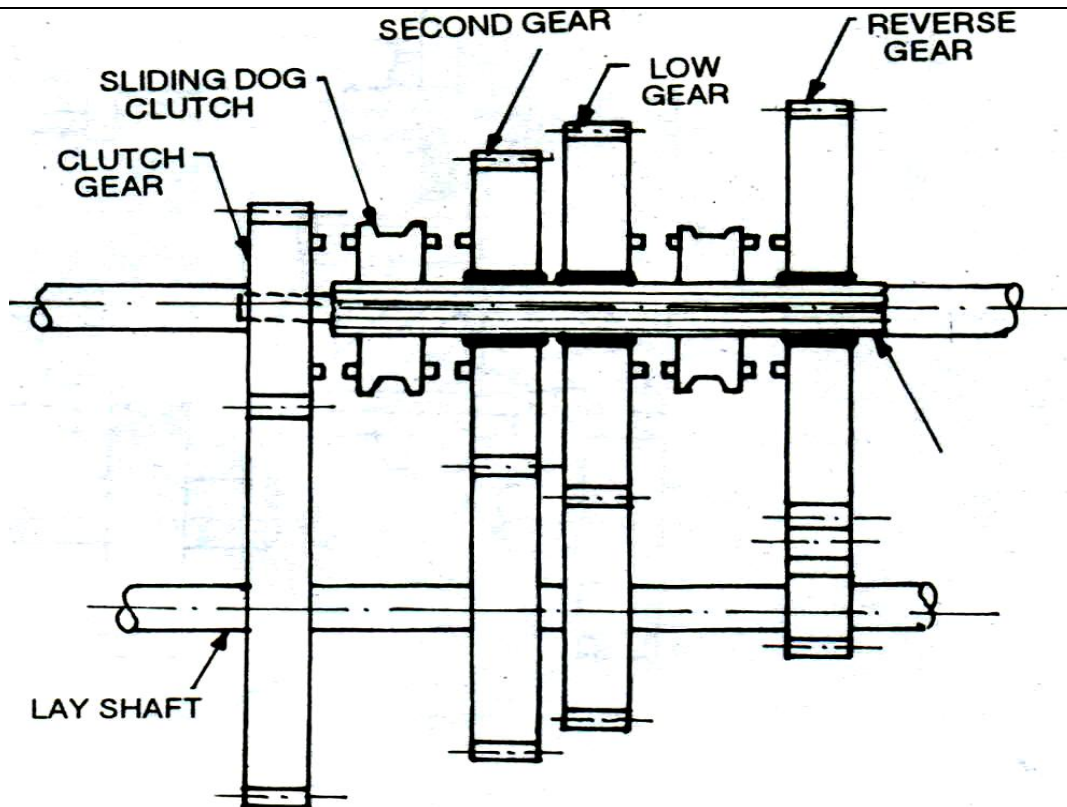 SECOND GEAR
REVERSE
GEAR
SLIDING DOG
CLUTCH
LOW
GEAR
CLUTCH
GEAR
LAY SHAFT